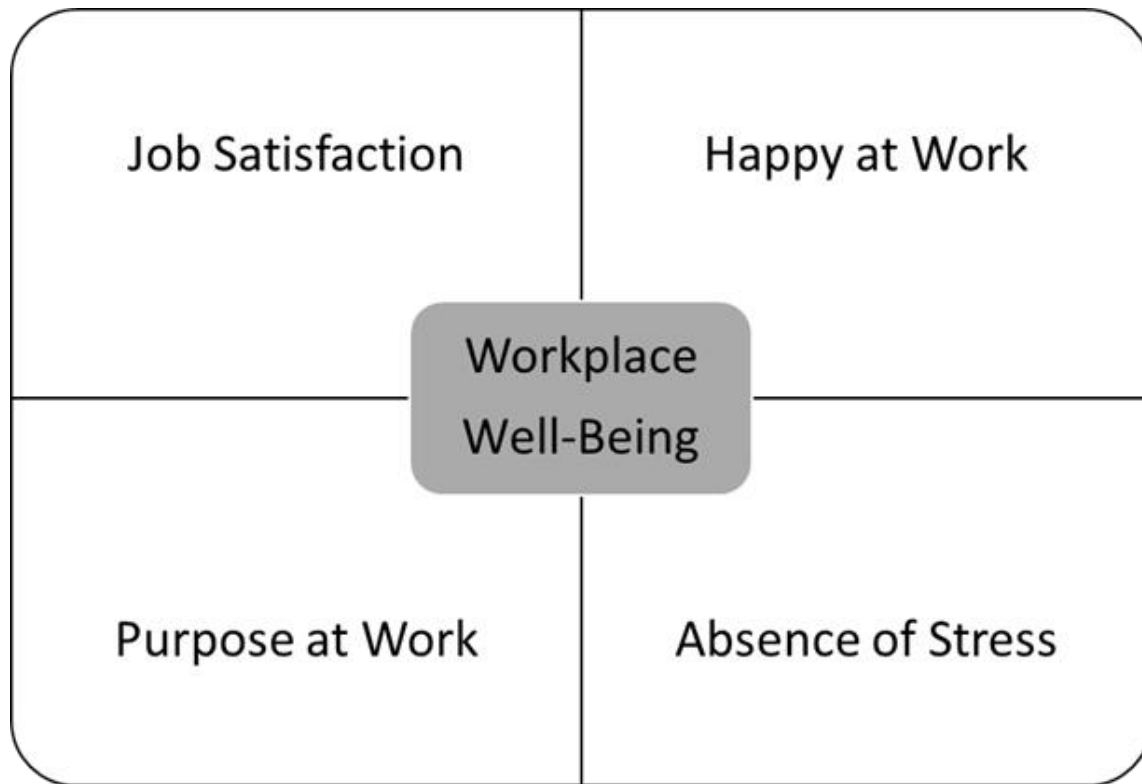 Job Satisfaction
Happy at Work
Workplace
Well-Being
Purpose at Work
Absence of Stress